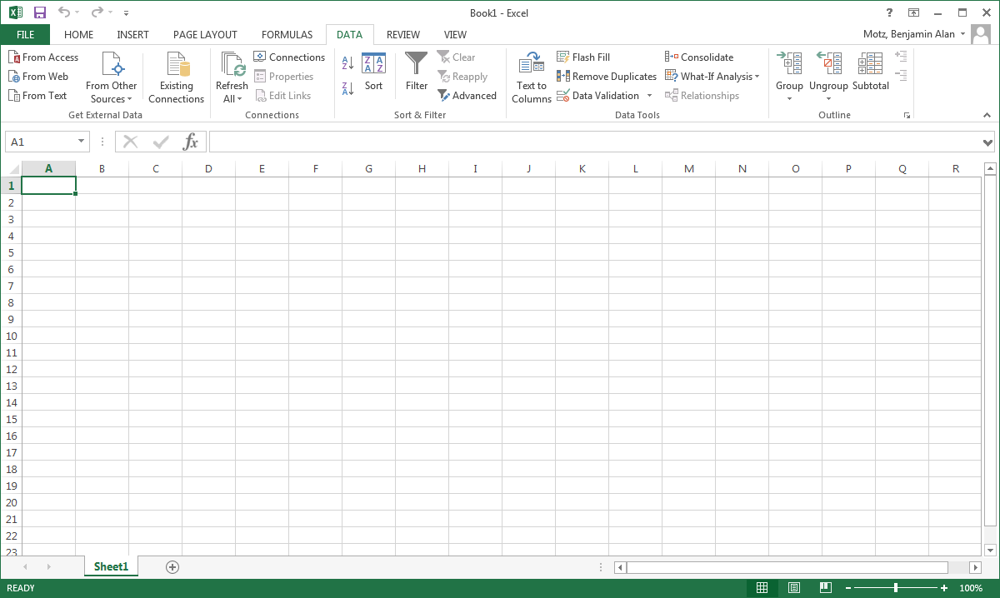 Book1 - Excel
?
FILE HOME INSERT PAGE LAYOUT FORMULAS DATA REVIEW VIEW
Motz, Benjamin Alan
From Access
From Web
From Text
From Other
Sources
Get External Data
Existing
Connections
Refresh
All
Connections
Properties
Edit Links
Connections
A
Z
Z
A
Z A
A Z
Sort
Filter
Clear
Reapply
Advanced
Sort & Filter
Text to
Columns
Flash Fill
Remove Duplicates
Data Validation
Consolidate
What-If Analysis
Relationships
Data Tools
Group
Ungroup
Subtotal
Outline
A1
fx
A B C D E F G H I J K L M N O P Q R
1
2
3
4
5
6
7
8
9
10
11
12
13
14
15
16
17
18
19
20
21
22
23
Sheet1
READY
100%